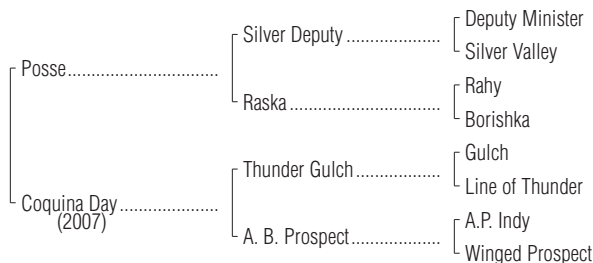 Deputy Minister
Silver Deputy ....................
Silver Valley
Posse................................
Rahy
Raska ................................
Borishka
Gulch
Thunder Gulch ..................
Line of Thunder
Coquina Day .....................
(2007)
A.P. Indy
A. B. Prospect...................
Winged Prospect